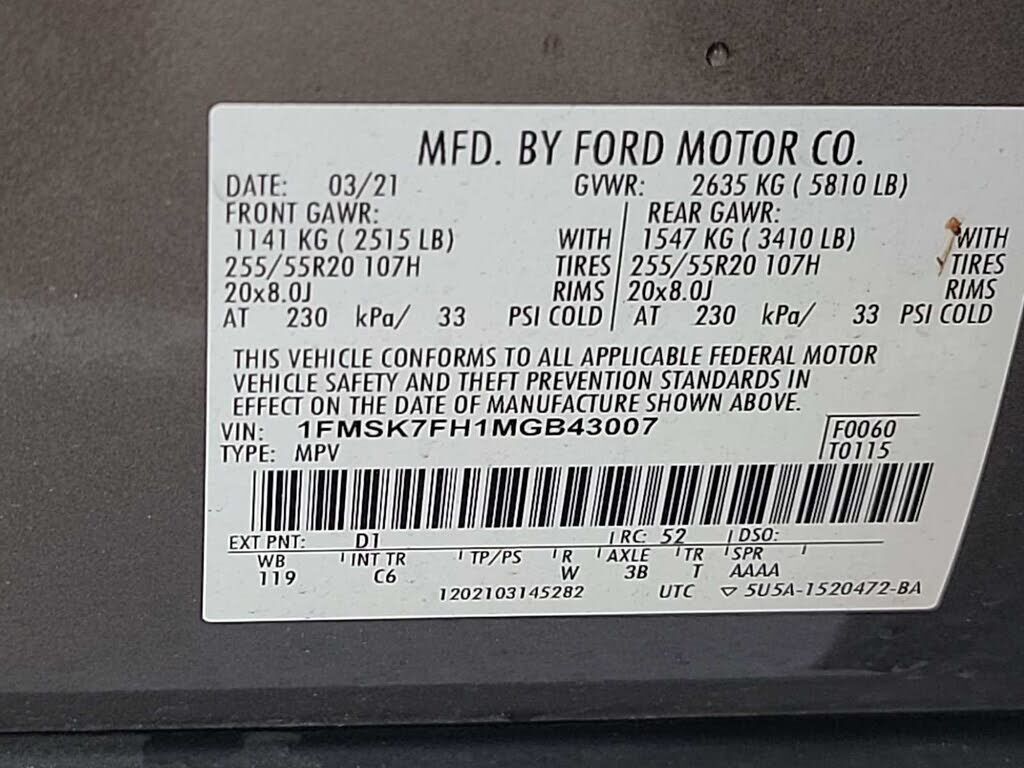 MFD. BY FORD MOTOR CO.
DATE: 03/21 GVWR: 2635 KG ( 5810 LB)
FRONT GAWR: REAR GAWR:
1141 KG ( 2515 LB) WITH 1547 KG ( 3410 LB) WITH
255/55R20 107H TIRES 255/55R20 107H TIRES
20x8.0J RIMS 20x8.0J RIMS
AT 230 kPa/ 33 PSI COLD AT 230 kPa/ 33 PSI COLD
THIS VEHICLE CONFORMS TO ALL APPLICABLE FEDERAL MOTOR
VEHICLE SAFETY AND THEFT PREVENTION STANDARDS IN
EFFECT ON THE DATE OF MANUFACTURE SHOWN ABOVE.
VIN: 1FMSK7FH1MGB43007 F0060
TYPE: MPV T0115
EXT PNT: D1 RC: 52 DSO:
WB INT TR TP/PS R AXLE TR SPR
119 C6 W 3B T AAAA
1202103145282 UTC ▽ 5U5A-1520472-BA